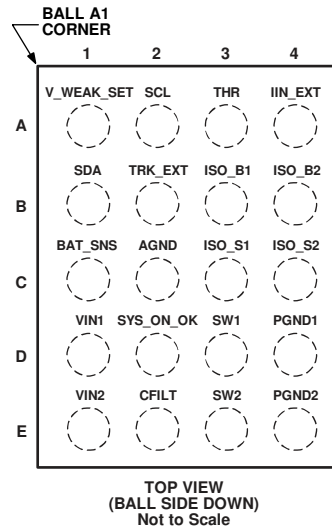 BALL A1
CORNER
1 2 3 4
V_WEAK_SET SCL THR IIN_EXT
A
SDA TRK_EXT ISO_B1 ISO_B2
B
BAT_SNS AGND ISO_S1 ISO_S2
C
VIN1 SYS_ON_OK SW1 PGND1
D
VIN2 CFILT SW2 PGND2
E
TOP VIEW
(BALL SIDE DOWN)
Not to Scale